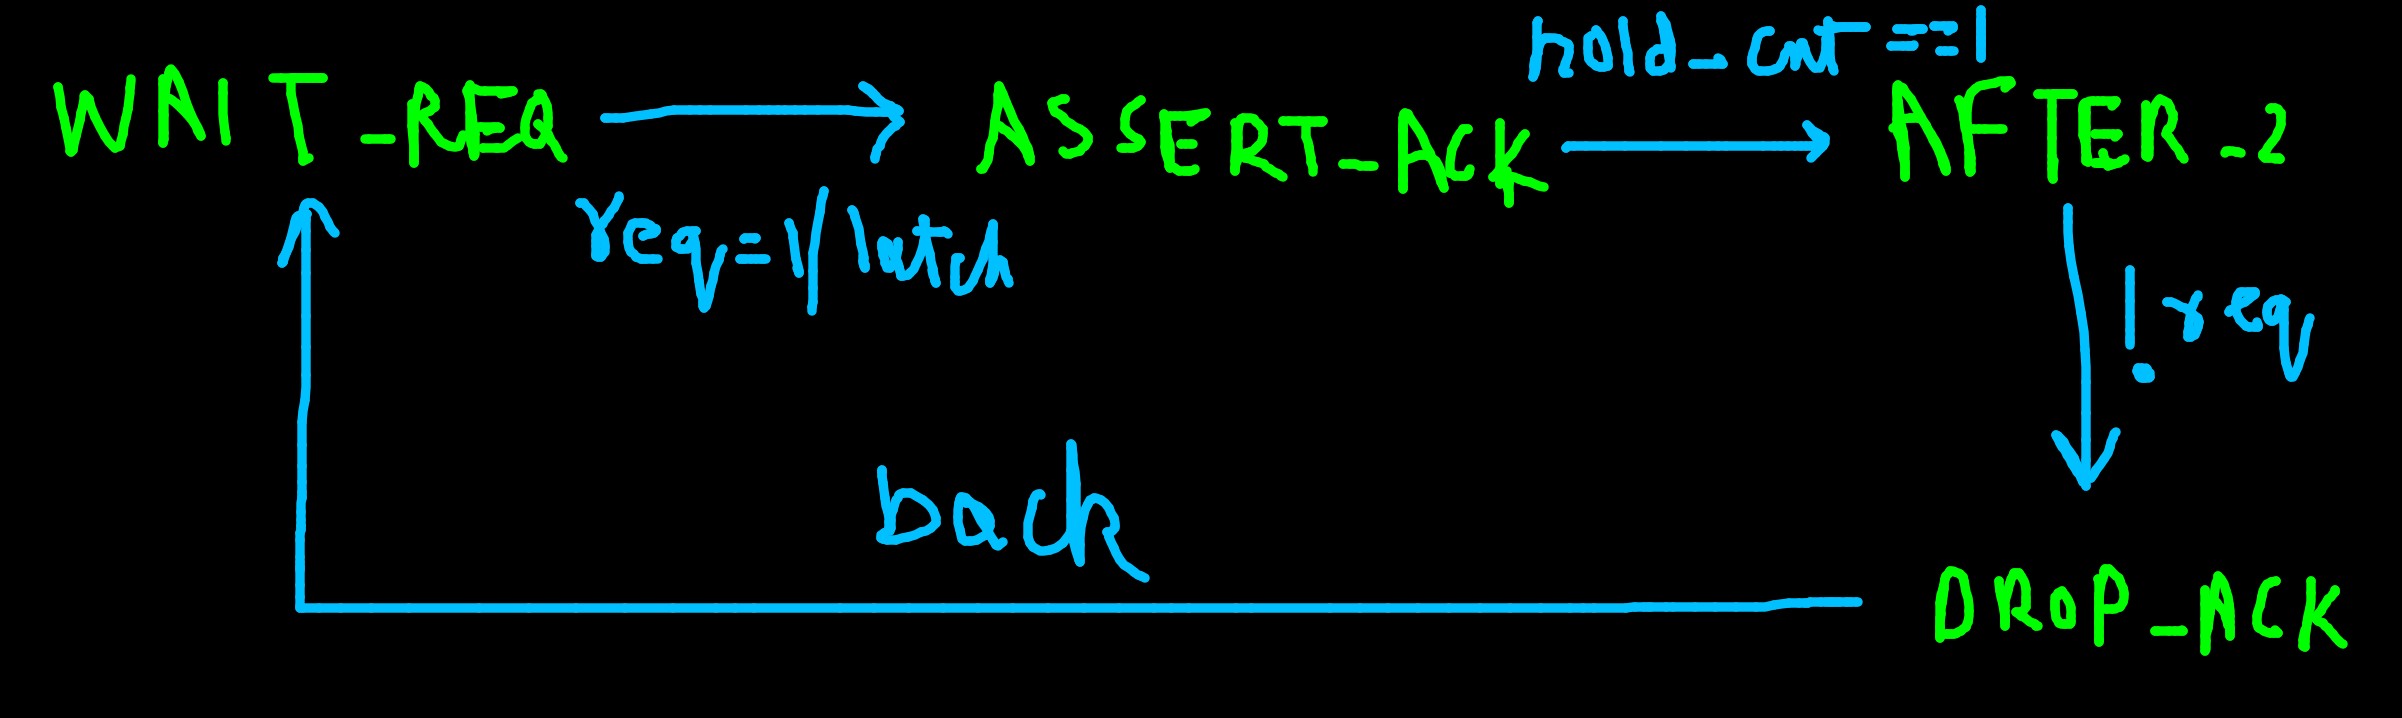 hold_cnt ==1
WAIT_REQ ASSERT_ACK AFTER_2
req=1/latch
!req
back
DROP_ACK